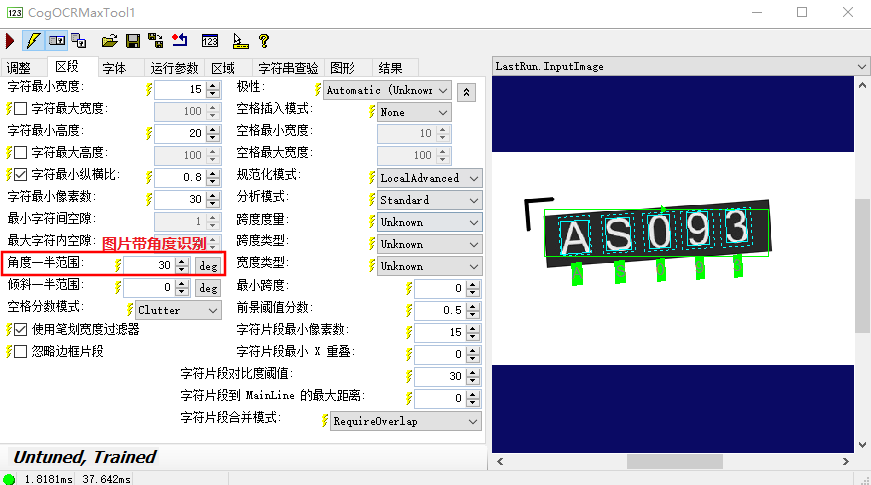 CogOCRMaxTool1
调整 区段 字体 运行参数 区域 字符串查验 图形 结果
LastRun.InputImage
字符最小宽度: 15 极性: Automatic (Unknown
字符最大宽度: 100 空格插入模式: None
字符最小高度: 20 空格最小宽度: 10
字符最大高度: 100 空格最大宽度: 100
字符最小纵横比: 0.8 规范化模式: LocalAdvanced
字符最小像素数: 30 分析模式: Standard
最小字符间空隙: 1 跨度度量: Unknown
最大字符内空隙: 图片带角度识别 跨度类型: Unknown
角度一半范围: 30 deg 宽度类型: Unknown
倾斜一半范围: 0 deg 最小跨度: 0
空格分数模式: Clutter 前景阈值分数: 0.5
使用笔划宽度过滤器 字符片段最小像素数: 15
忽略边框片段 字符片段最小 X 重叠: 0
字符片段对比度阈值: 30
字符片段到 MainLine 的最大距离: 0
字符片段合并模式: RequireOverlap
AS093
A S 0 9 3
Untuned, Trained
1.8181ms 37.642ms